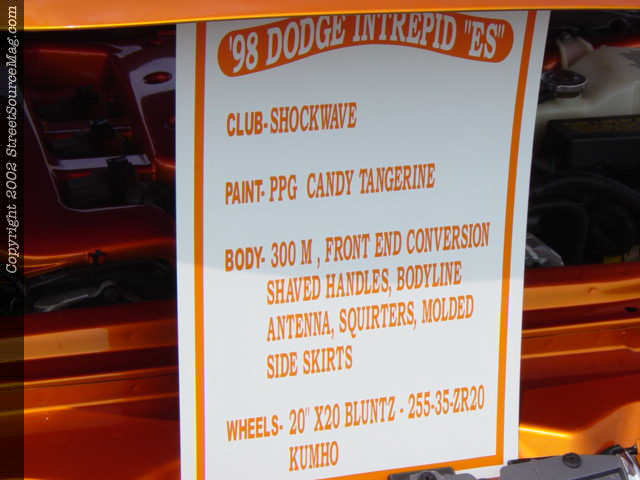 '98 DODGE INTREPID "ES"
CLUB- SHOCKWAVE
PAINT- PPG CANDY TANGERINE
BODY- 300 M , FRONT END CONVERSION
SHAVED HANDLES, BODYLINE
ANTENNA, SQUIRTERS, MOLDED
SIDE SKIRTS
WHEELS- 20" X20 BLUNTZ - 255-35-ZR20
KUMHO
Copyright 2002 StreetSourceMag.com